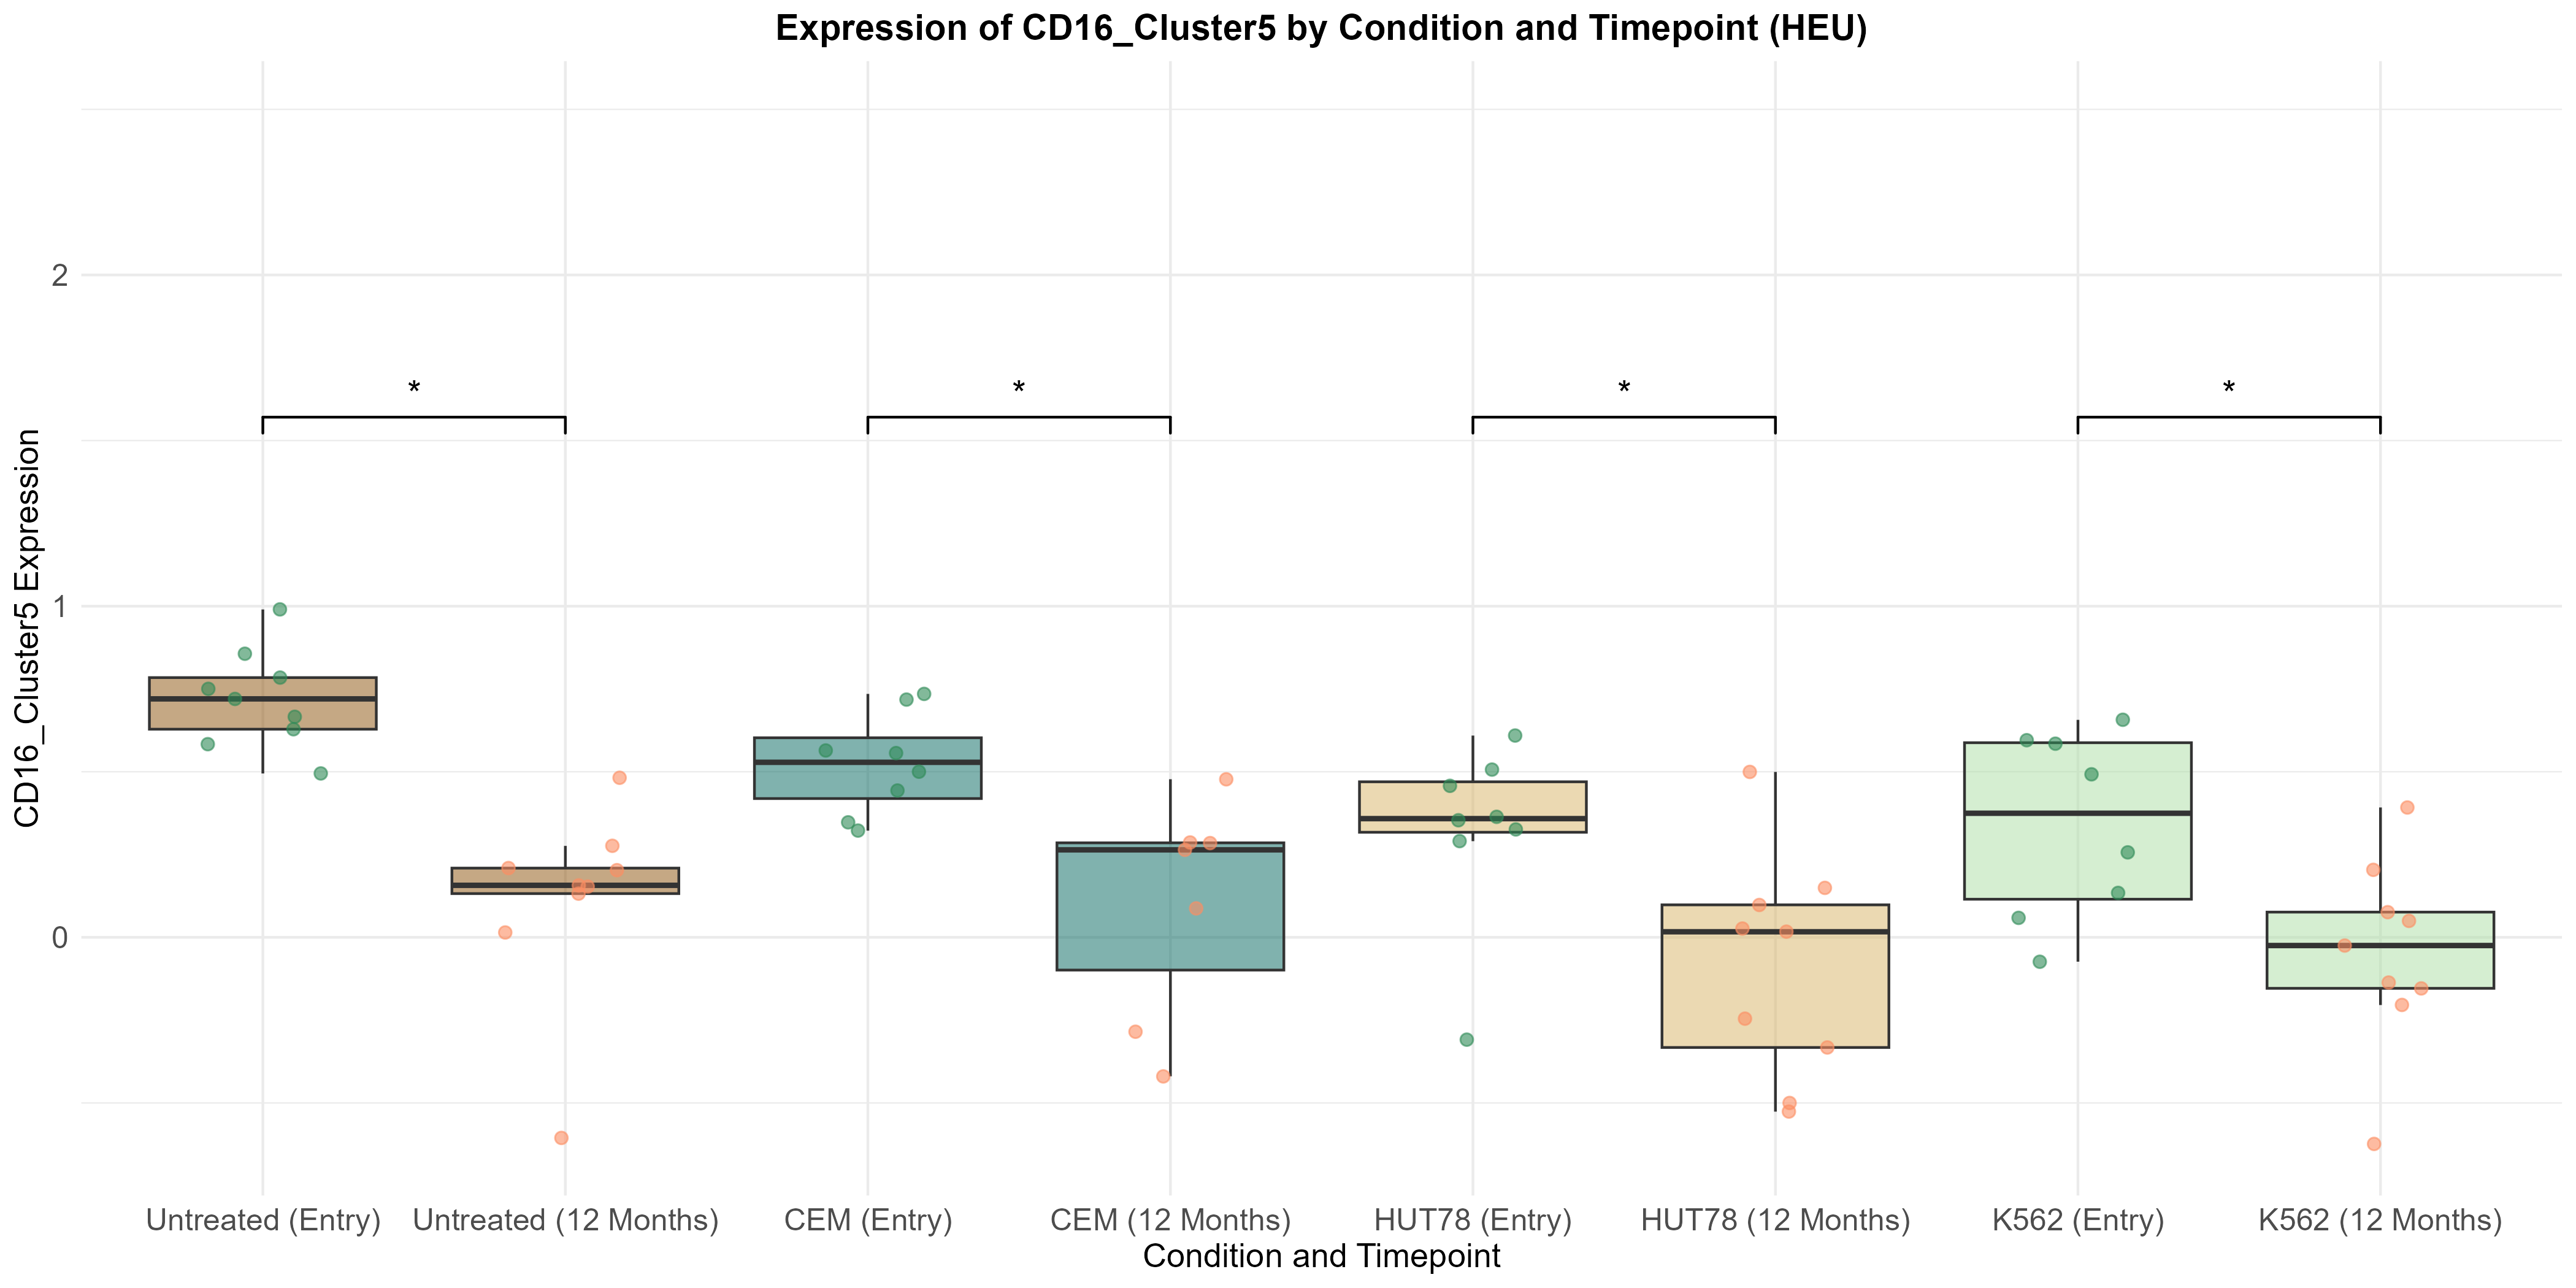 Expression of CD16_Cluster5 by Condition and Timepoint (HEU)
CD16_Cluster5 Expression
2
1
0
* * * *
Untreated (Entry) Untreated (12 Months) CEM (Entry) CEM (12 Months) HUT78 (Entry) HUT78 (12 Months) K562 (Entry) K562 (12 Months)
Condition and Timepoint